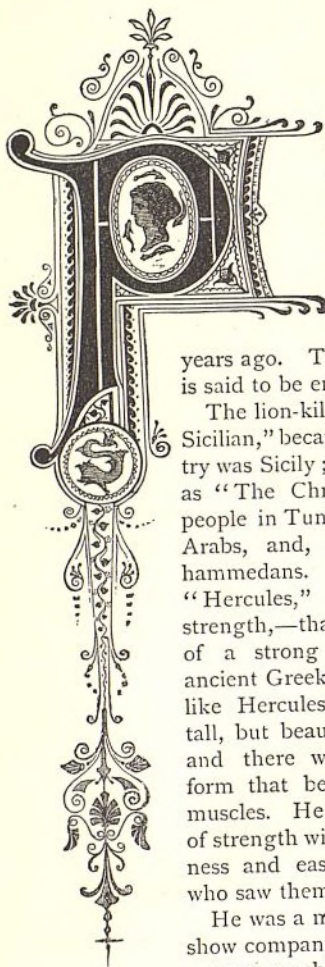 P
years ago. T
is said to be en
The lion-kil
Sicilian," becau
try was Sicily ;
as "The Chr
people in Tun
Arabs, and,
hammedans.
"Hercules,"
strength,—tha
of a strong
ancient Greek
like Hercules
tall, but beau
and there w
form that be
muscles. He
of strength wi
ness and eas
who saw them
He was a m
show compan